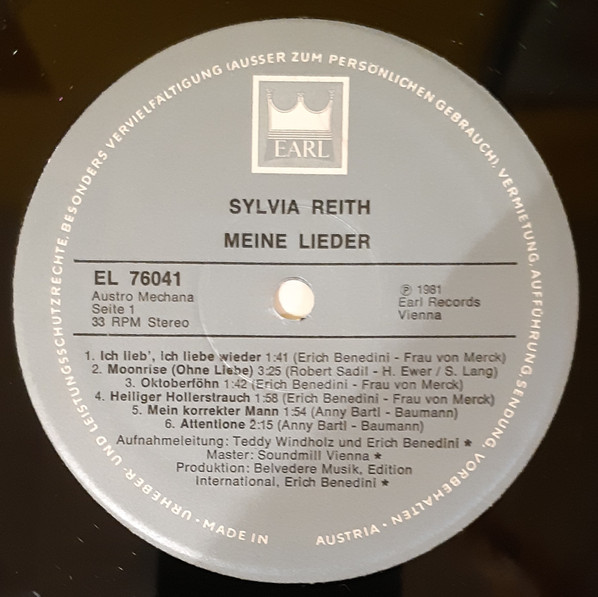 URHEBER- UND LEISTUNGSSCHUTZRECHTE, BESONDERS VERVIELFÄLTIGUNG (AUSSER ZUM PERSÖNLICHEN GEBRAUCH), VERMIETUNG, AUFFÜHRUNG, SENDUNG, VORBEHALTEN · MADE IN AUSTRIA ·
EARL
SYLVIA REITH
MEINE LIEDER
EL 76041
Austro Mechana
Seite 1
33 RPM Stereo
℗ 1981
Earl Records
Vienna
1. Ich lieb', ich liebe wieder 1:41 (Erich Benedini - Frau von Merck)
2. Moonrise (Ohne Liebe) 3:25 (Robert Sadil - H. Ewer / S. Lang)
3. Oktoberföhn 1:42 (Erich Benedini - Frau von Merck)
4. Heiliger Hollerstrauch 1:58 (Erich Benedini - Frau von Merck)
5. Mein korrekter Mann 1:54 (Anny Bartl - Baumann)
6. Attentione 2:15 (Anny Bartl - Baumann)
Aufnahmeleitung: Teddy Windholz und Erich Benedini ★
Master: Soundmill Vienna ★
Produktion: Belvedere Musik, Edition
International, Erich Benedini ★